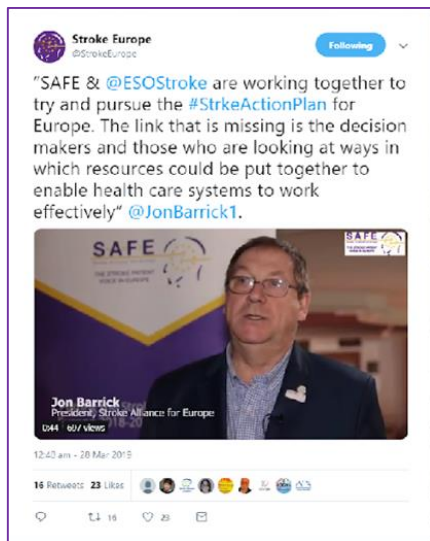 Stroke Europe
@StrokeEurope
Following
"SAFE & @ESOStroke are working together to
try and pursue the #StrkeActionPlan for
Europe. The link that is missing is the decision
makers and those who are looking at ways in
which resources could be put together to
enable health care systems to work
effectively" @JonBarrick1.
SAFE
THE STROKE PATIENT
VOICE IN EUROPE
SAFE
Jon Barrick
President, Stroke Alliance for Europe
2018-20
0:44 607 views
12:40 am - 20 Mar 2019
16 Retweets 23 Likes
16 23